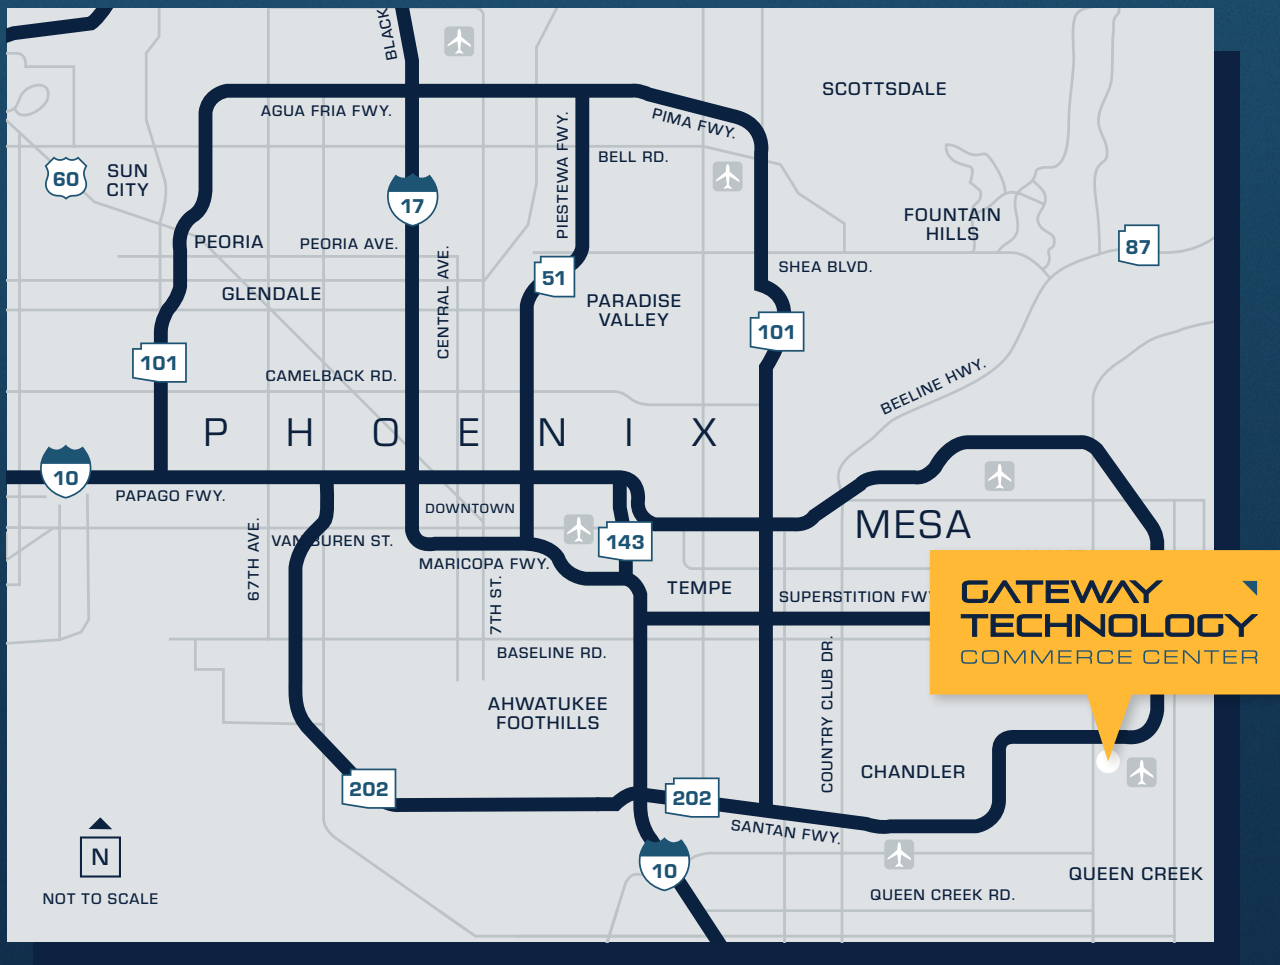 BLACK
SCOTTSDALE
AGUA FRIA FWY.
PIMA FWY.
PIESTEWA FWY.
BELL RD.
60
SUN
CITY
17
FOUNTAIN
HILLS
87
PEORIA
PEORIA AVE.
CENTRAL AVE.
51
SHEA BLVD.
GLENDALE
PARADISE
VALLEY
101
101
CAMELBACK RD.
BEELINE HWY.
PHOENIX
10
PAPAGO FWY.
DOWNTOWN
MESA
67TH AVE.
VAN BUREN ST.
143
MARICOPA FWY.
7TH ST.
TEMPE
SUPERSTITION FWY
GATEWAY
TECHNOLOGY
COMMERCE CENTER
BASELINE RD.
COUNTRY CLUB DR.
AHWATUKEE
FOOTHILLS
CHANDLER
202
202
SANTAN FWY.
N
NOT TO SCALE
10
QUEEN CREEK
QUEEN CREEK RD.